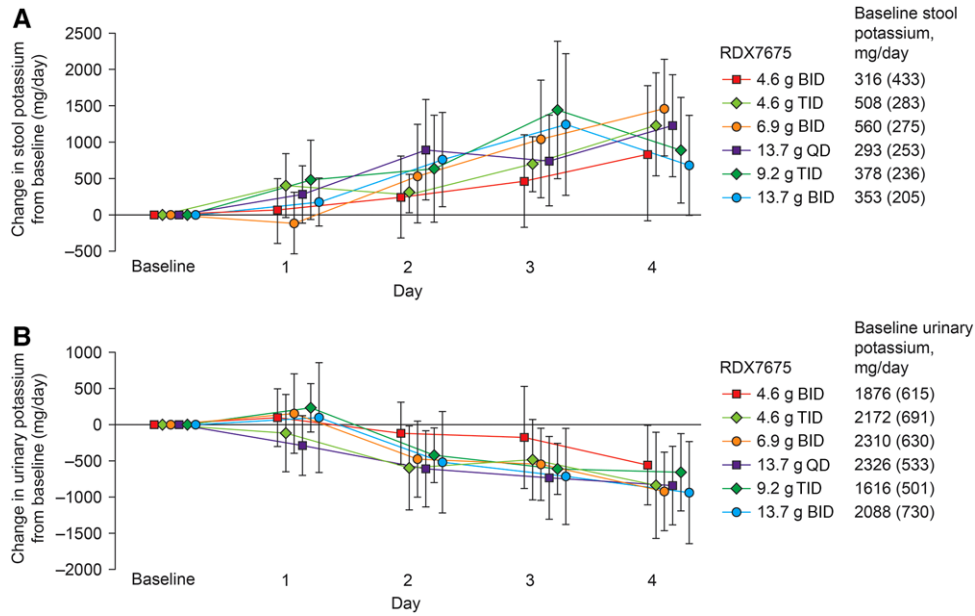 A
Change in stool potassium
from baseline (mg/day)
2500
2000
1500
1000
500
0
–500
Baseline 1 2 3 4
Day
Baseline stool
potassium,
RDX7675 mg/day
4.6 g BID 316 (433)
4.6 g TID 508 (283)
6.9 g BID 560 (275)
13.7 g QD 293 (253)
9.2 g TID 378 (236)
13.7 g BID 353 (205)
B
Change in urinary potassium
from baseline (mg/day)
1000
500
0
–500
–1000
–1500
–2000
Baseline 1 2 3 4
Day
Baseline urinary
potassium,
RDX7675 mg/day
4.6 g BID 1876 (615)
4.6 g TID 2172 (691)
6.9 g BID 2310 (630)
13.7 g QD 2326 (533)
9.2 g TID 1616 (501)
13.7 g BID 2088 (730)